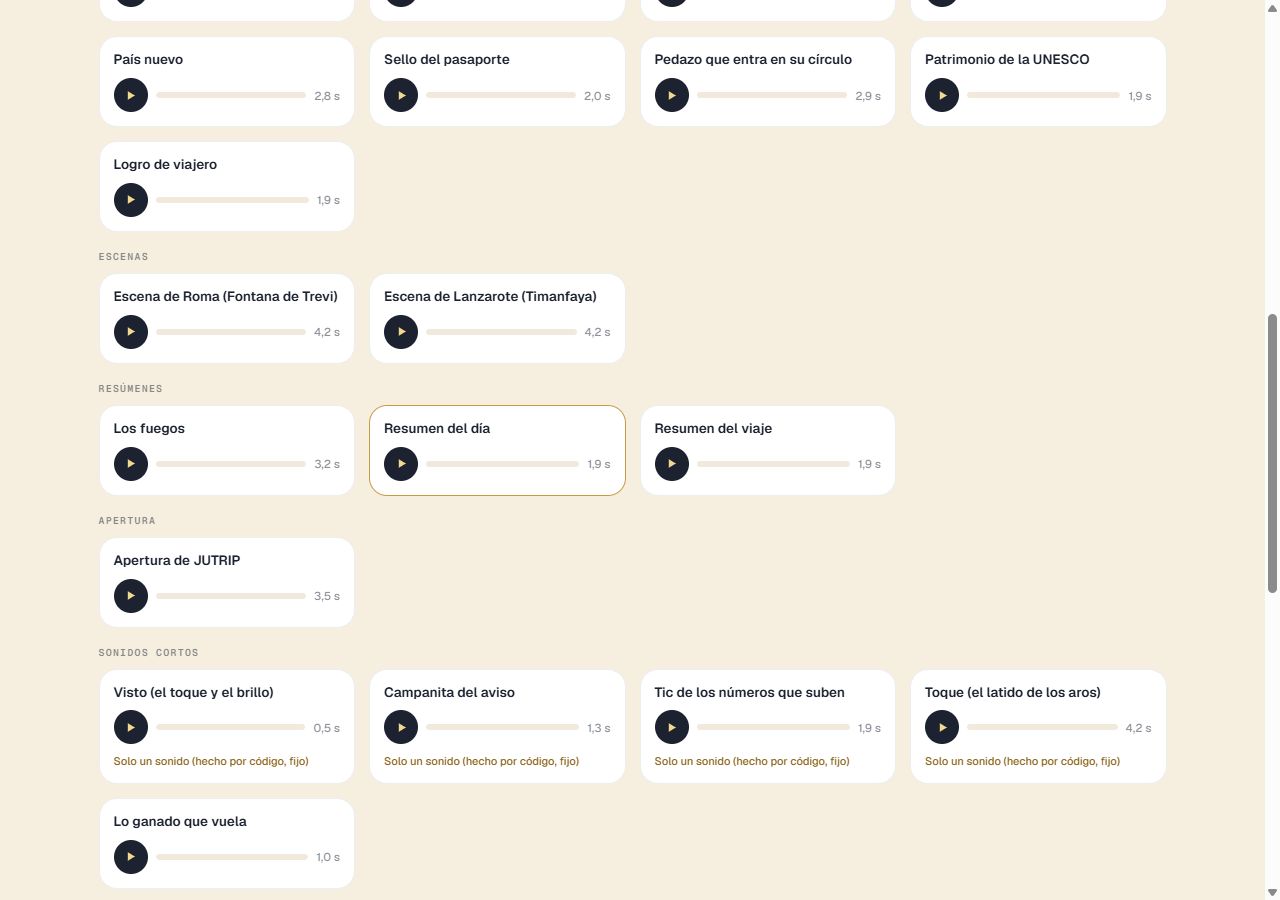 País nuevo
Sello del pasaporte
Pedazo que entra en su círculo
Patrimonio de la UNESCO
2,8 s
2,0 s
2,9 s
1,9 s
Logro de viajero
1,9 s
ESCENAS
Escena de Roma (Fontana de Trevi)
Escena de Lanzarote (Timanfaya)
4,2 s
4,2 s
RESÚMENES
Los fuegos
Resumen del día
Resumen del viaje
3,2 s
1,9 s
1,9 s
APERTURA
Apertura de JUTRIP
3,5 s
SONIDOS CORTOS
Visto (el toque y el brillo)
Campanita del aviso
Tic de los números que suben
Toque (el latido de los aros)
0,5 s
1,3 s
1,9 s
4,2 s
Solo un sonido (hecho por código, fijo)
Solo un sonido (hecho por código, fijo)
Solo un sonido (hecho por código, fijo)
Solo un sonido (hecho por código, fijo)
Lo ganado que vuela
1,0 s